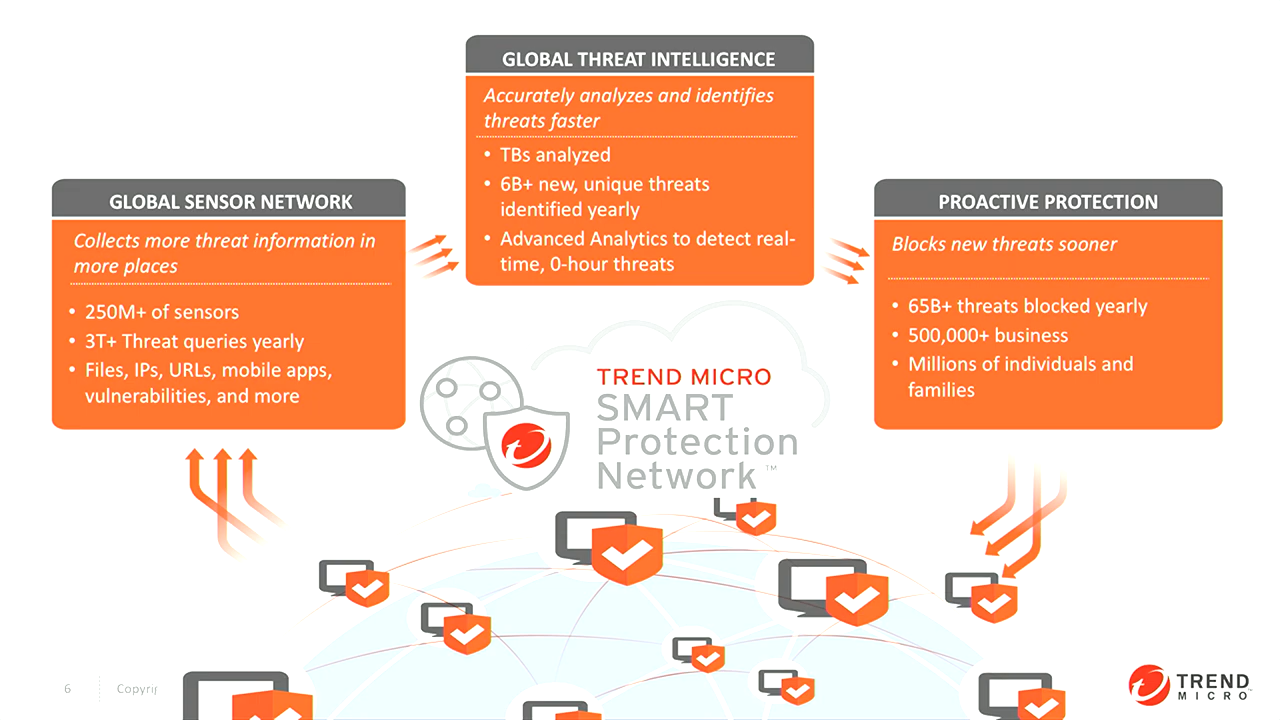 GLOBAL THREAT INTELLIGENCE
Accurately analyzes and identifies
threats faster
• TBs analyzed
• 6B+ new, unique threats
identified yearly
• Advanced Analytics to detect real-
time, 0-hour threats
GLOBAL SENSOR NETWORK
Collects more threat information in
more places
• 250M+ of sensors
• 3T+ Threat queries yearly
• Files, IPs, URLs, mobile apps,
vulnerabilities, and more
PROACTIVE PROTECTION
Blocks new threats sooner
• 65B+ threats blocked yearly
• 500,000+ business
• Millions of individuals and
families
TREND MICRO
SMART
Protection
Network™
6
TREND
MICRO™